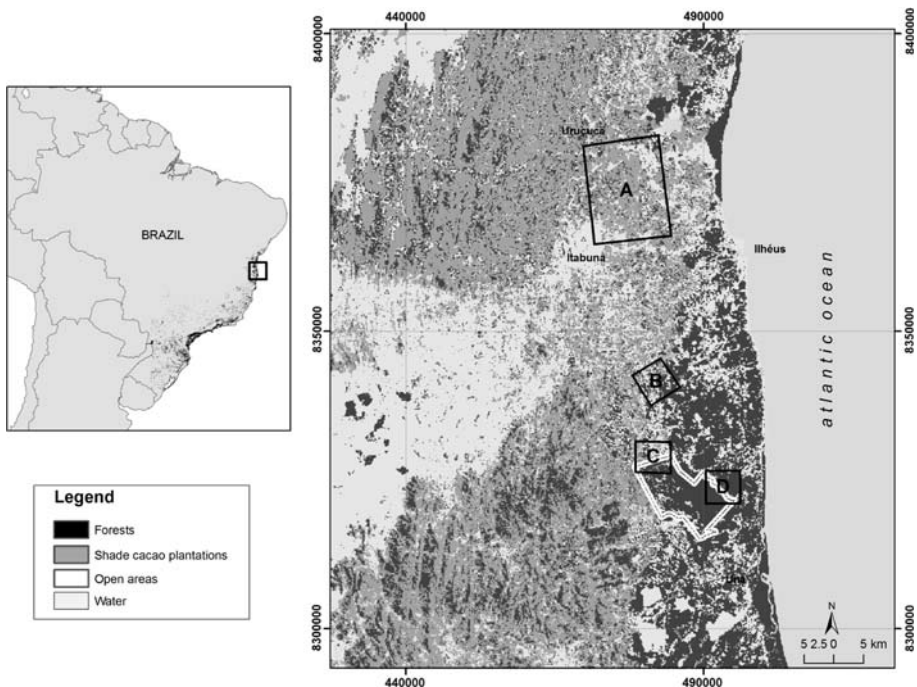 440000 490000
8400000 8400000
Uruçuca
A
Itabuna
Ilhéus
BRAZIL
atlantic ocean
8350000 8350000
B
C
D
Una
Legend
Forests
Shade cacao plantations
Open areas
Water
N
5 2.5 0 5 km
8300000 8300000
440000 490000